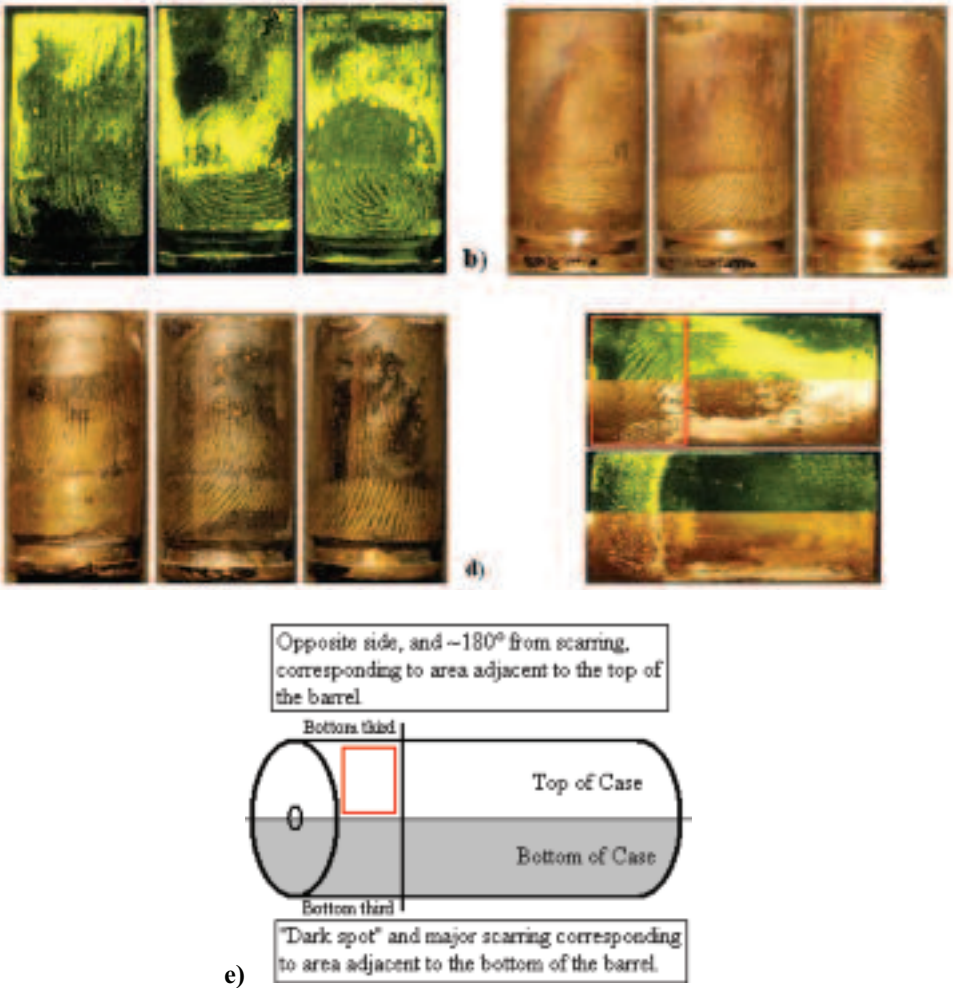 b)
d)
Opposite side, and ~180° from scarring,
corresponding to area adjacent to the top of
the barrel.
Bottom third
Top of Case
Bottom of Case
Bottom third
"Dark spot" and major scarring corresponding
to area adjacent to the bottom of the barrel.
e)